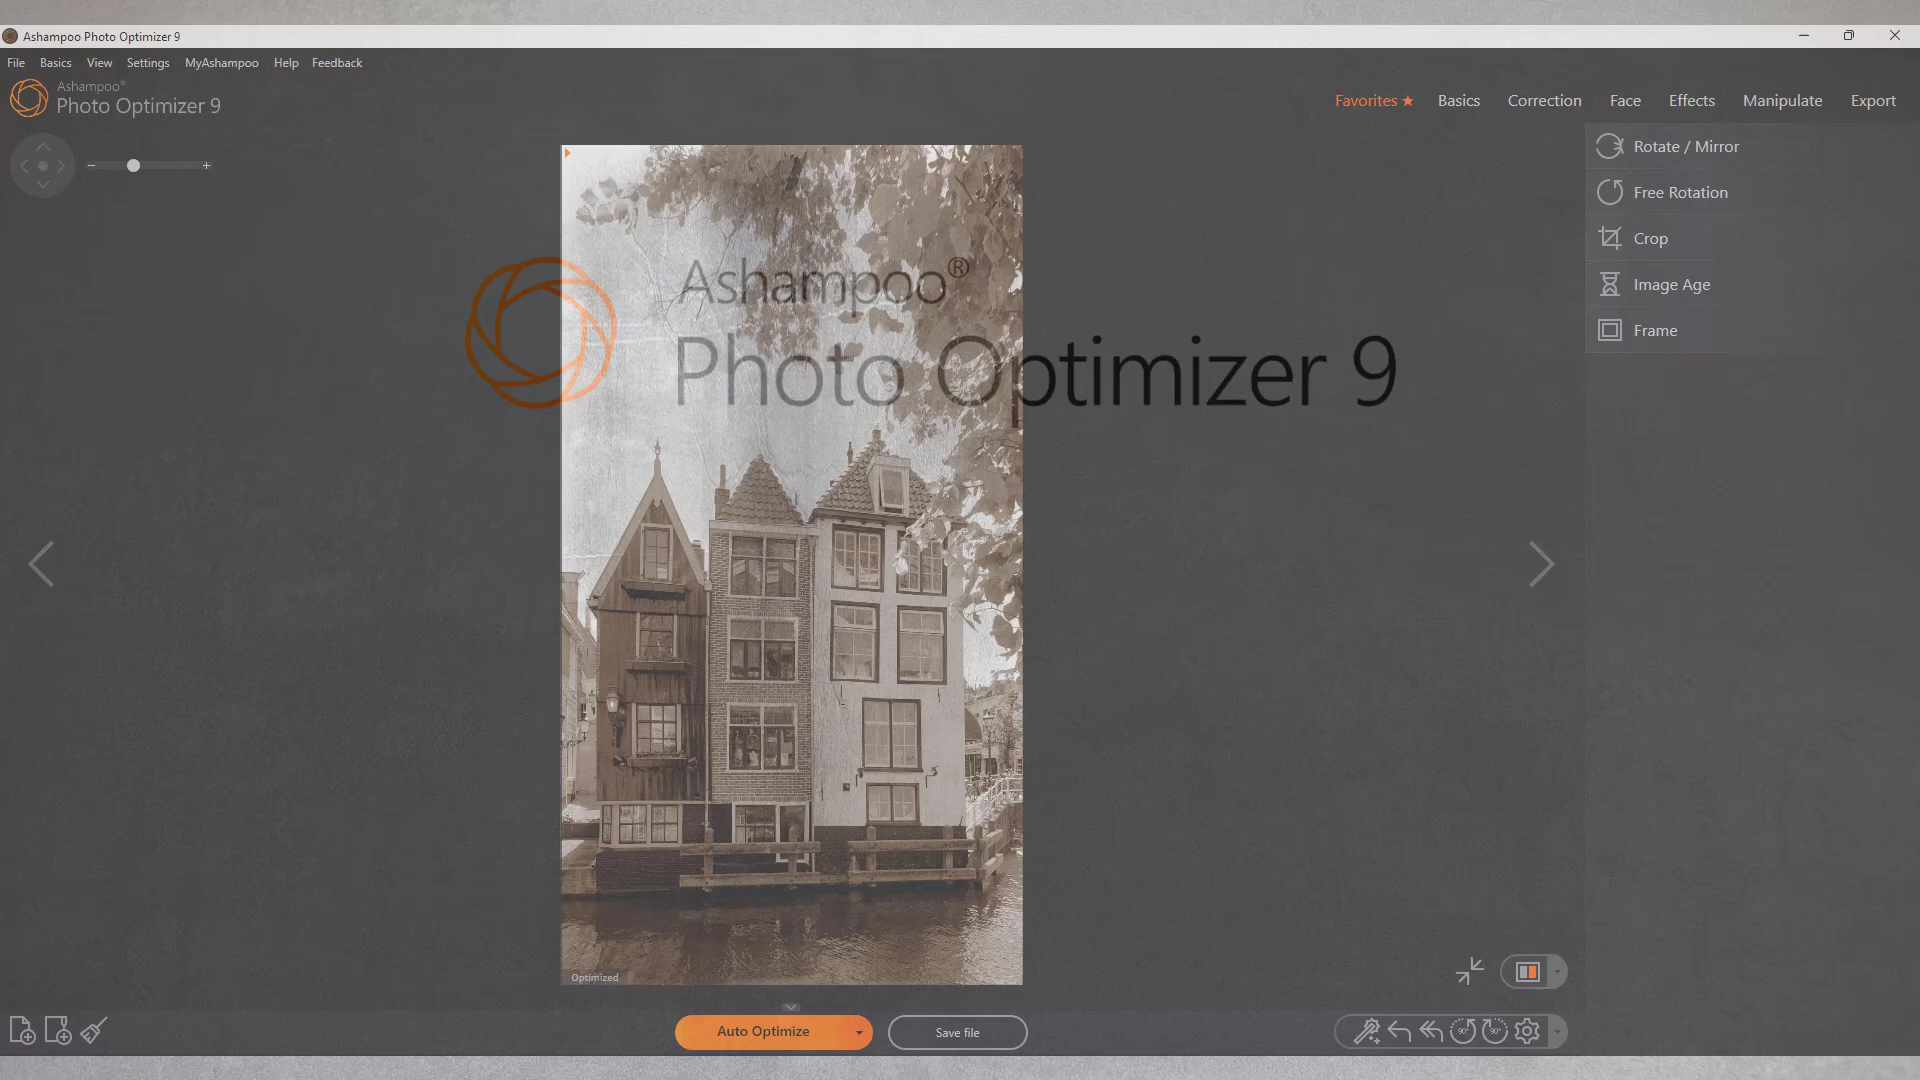 Ashampoo Photo Optimizer 9
File Basics View Settings MyAshampoo Help Feedback
Ashampoo®
Photo Optimizer 9
Favorites ★ Basics Correction Face Effects Manipulate Export
Rotate / Mirror
Free Rotation
Crop
Image Age
Frame
Ashampoo®
Photo Optimizer 9
Optimized
Auto Optimize
Save file
90°
90°